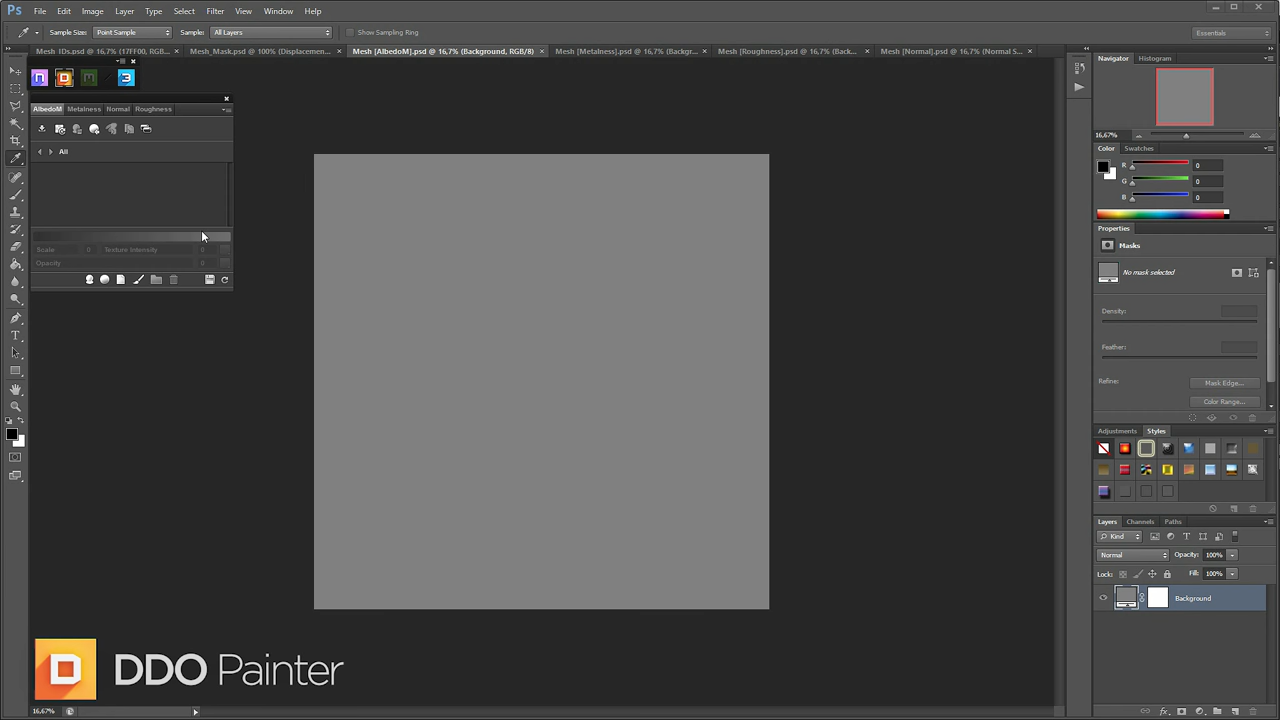 Ps File Edit Image Layer Type Select Filter View Window Help
Sample Size: Point Sample Sample: All Layers Show Sampling Ring Essentials
Mesh IDs.psd @ 16,7% (17FF00, RGB... × Mesh_Mask.psd @ 100% (Displacemen... × Mesh [AlbedoM].psd @ 16,7% (Background, RGB/8) × Mesh [Metalness].psd @ 16,7% (Backgr... × Mesh [Roughness].psd @ 16,7% (Back... × Mesh [Normal].psd @ 16,7% (Normal S... ×
Navigator Histogram
16,67%
AlbedoM Metalness Normal Roughness
All
Scale 0 Texture Intensity 0
Opacity 0
Color Swatches
R 0
G 0
B 0
Properties
Masks
No mask selected
Density:
Feather:
Refine: Mask Edge...
Color Range...
Adjustments Styles
Layers Channels Paths
Kind
Normal Opacity: 100%
Lock: Fill: 100%
Background
DDO Painter
16,67%